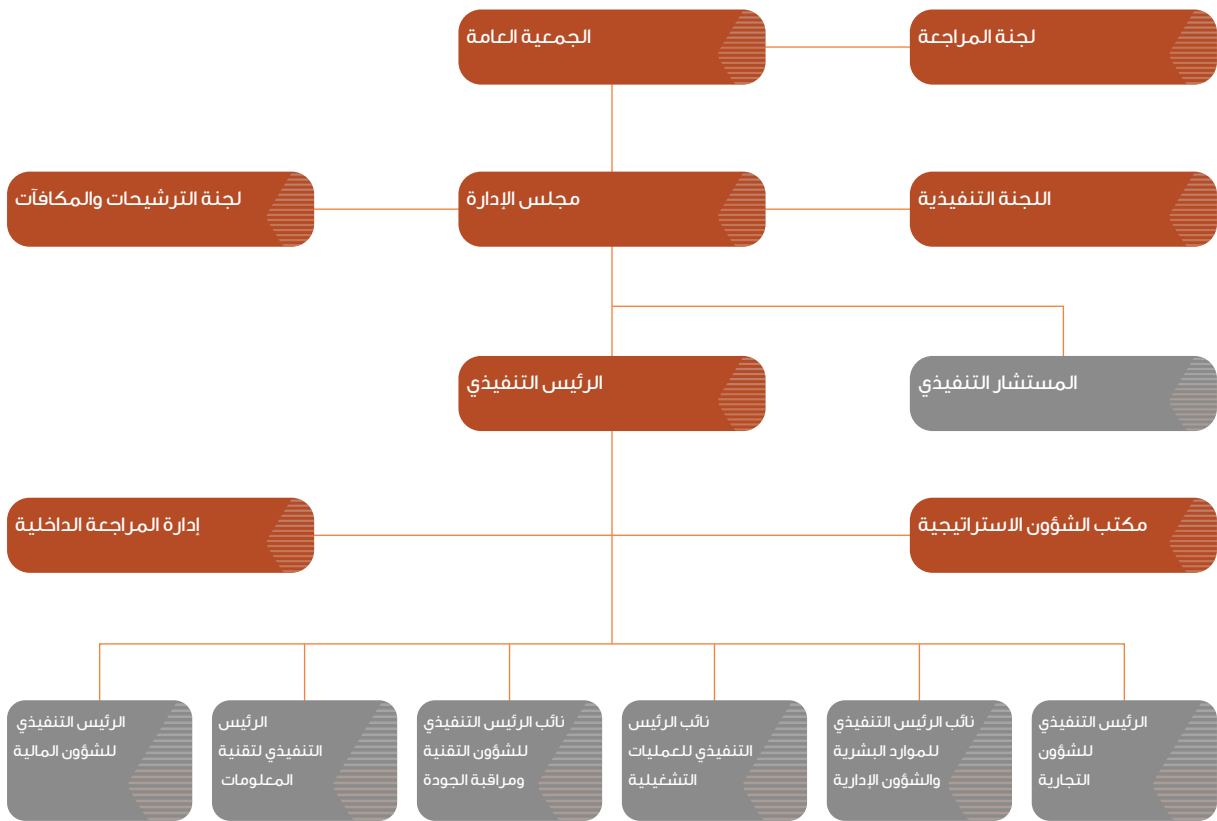 لجنة المراجعة
الجمعية العامة
اللجنة التنفيذية
مجلس الإدارة
لجنة الترشيحات والمكافآت
المستشار التنفيذي
الرئيس التنفيذي
مكتب الشؤون الاستراتيجية
إدارة المراجعة الداخلية
الرئيس التنفيذي
للشؤون
التجارية
نائب الرئيس التنفيذي
للموارد البشرية
والشؤون الإدارية
نائب الرئيس
التنفيذي للعمليات
التشغيلية
نائب الرئيس التنفيذي
للشؤون التقنية
ومراقبة الجودة
الرئيس
التنفيذي لتقنية
المعلومات
الرئيس التنفيذي
للشؤون المالية